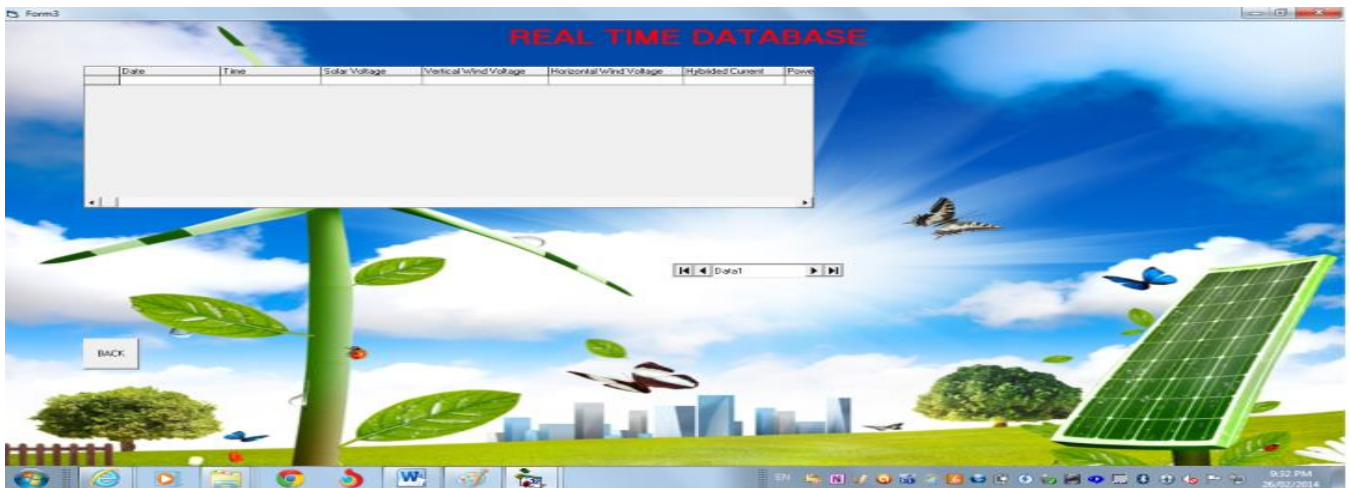 Form3
REAL TIME DATABASE
Date Time Solar Voltage Vertical Wind Voltage Horizontal Wind Voltage Hybrided Current Powe
Data1
BACK
EN
9:32 PM
26/02/2014